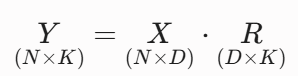 Y = X · R
(N×K) (N×D) (D×K)